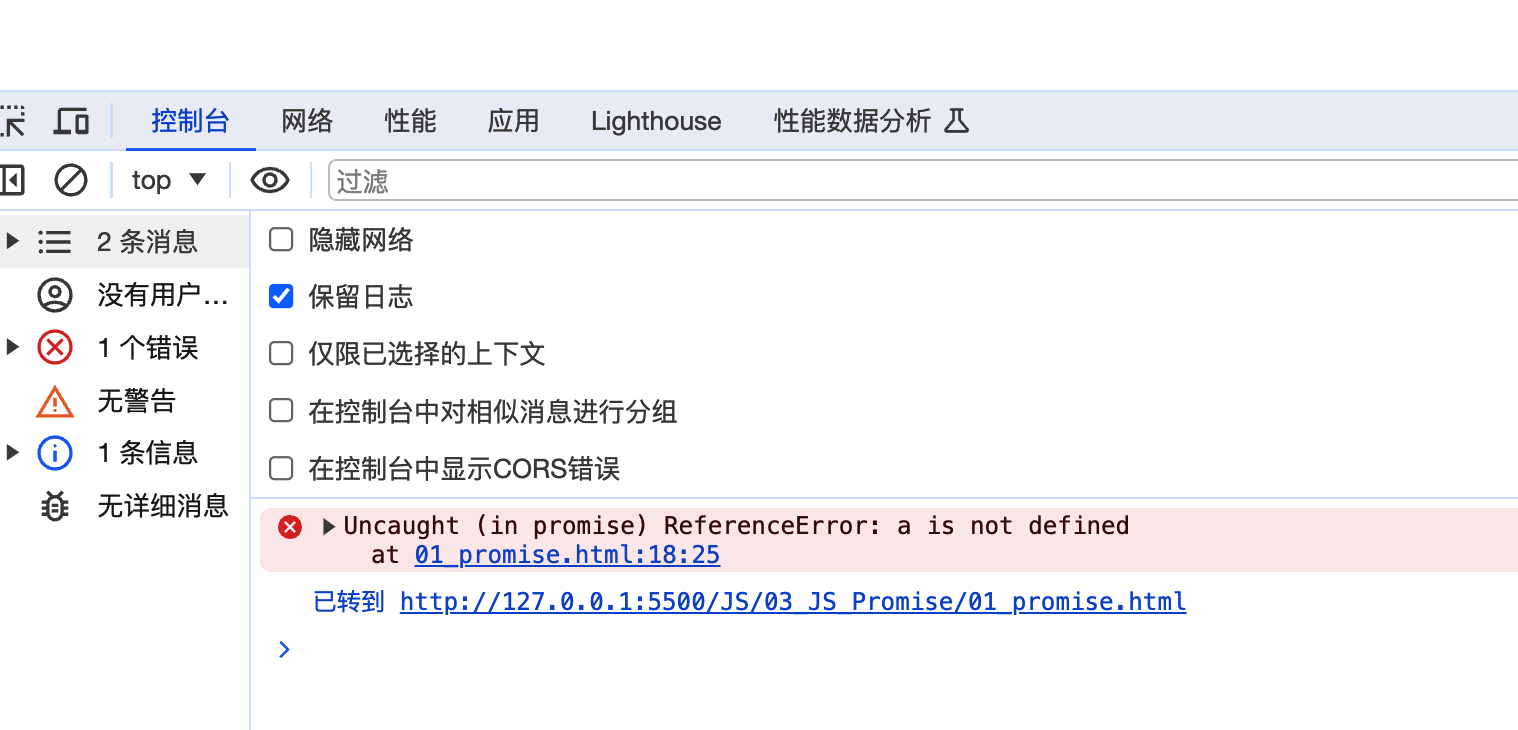 控制台 网络 性能 应用 Lighthouse 性能数据分析
top 过滤
2 条消息
没有用户…
1 个错误
无警告
1 条信息
无详细消息
隐藏网络
保留日志
仅限已选择的上下文
在控制台中对相似消息进行分组
在控制台中显示CORS错误
Uncaught (in promise) ReferenceError: a is not defined
at 01_promise.html:18:25
已转到 http://127.0.0.1:5500/JS/03_JS_Promise/01_promise.html